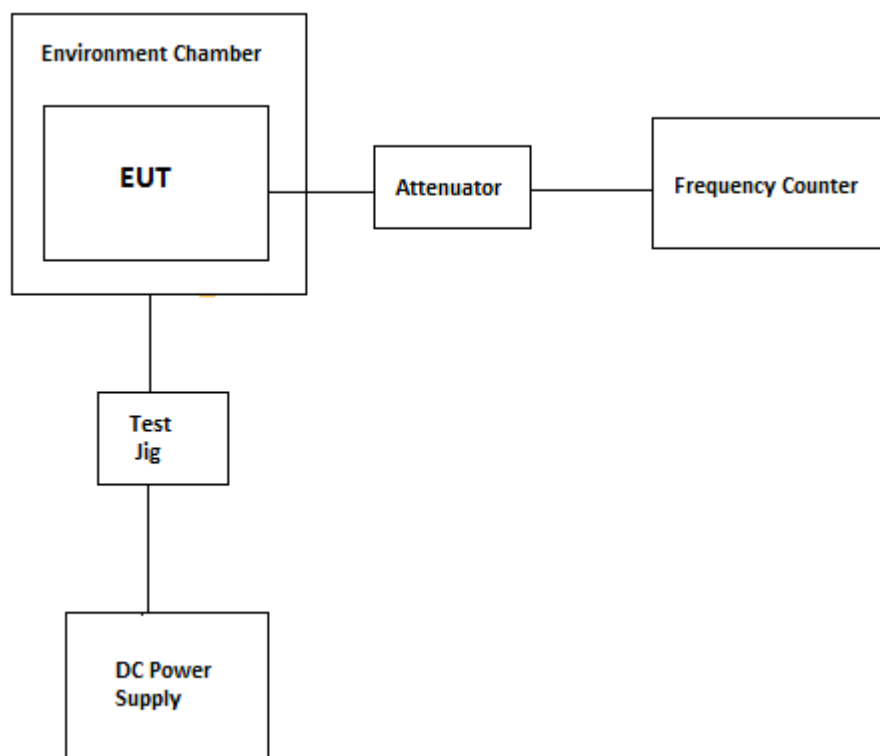 Environment Chamber
EUT
Attenuator
Frequency Counter
Test
Jig
DC Power
Supply